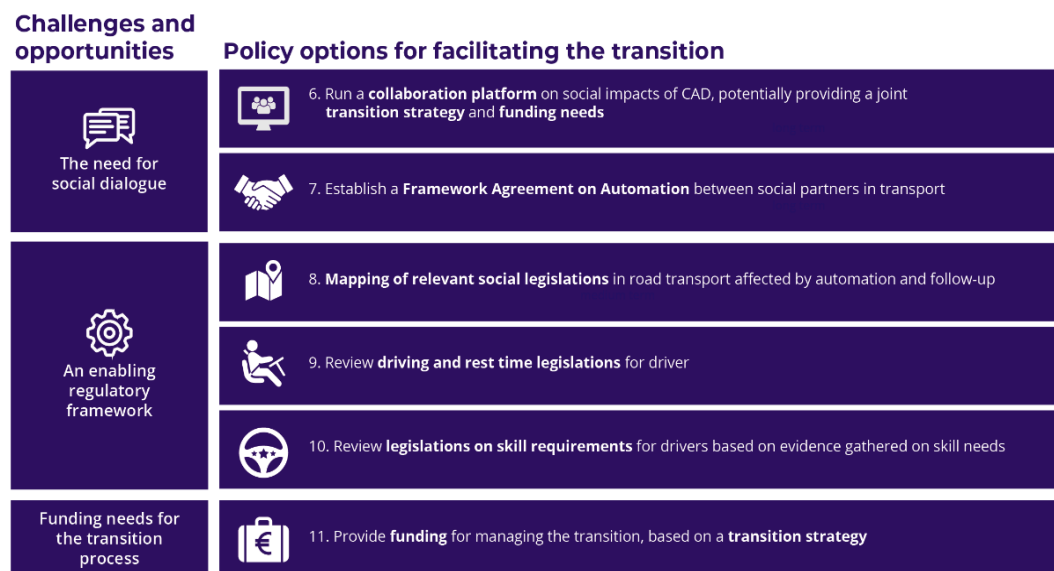 Challenges and
opportunities
Policy options for facilitating the transition
The need for
social dialogue
6. Run a collaboration platform on social impacts of CAD, potentially providing a joint
transition strategy and funding needs
7. Establish a Framework Agreement on Automation between social partners in transport
An enabling
regulatory
framework
8. Mapping of relevant social legislations in road transport affected by automation and follow-up
9. Review driving and rest time legislations for driver
10. Review legislations on skill requirements for drivers based on evidence gathered on skill needs
Funding needs for
the transition
process
€
11. Provide funding for managing the transition, based on a transition strategy